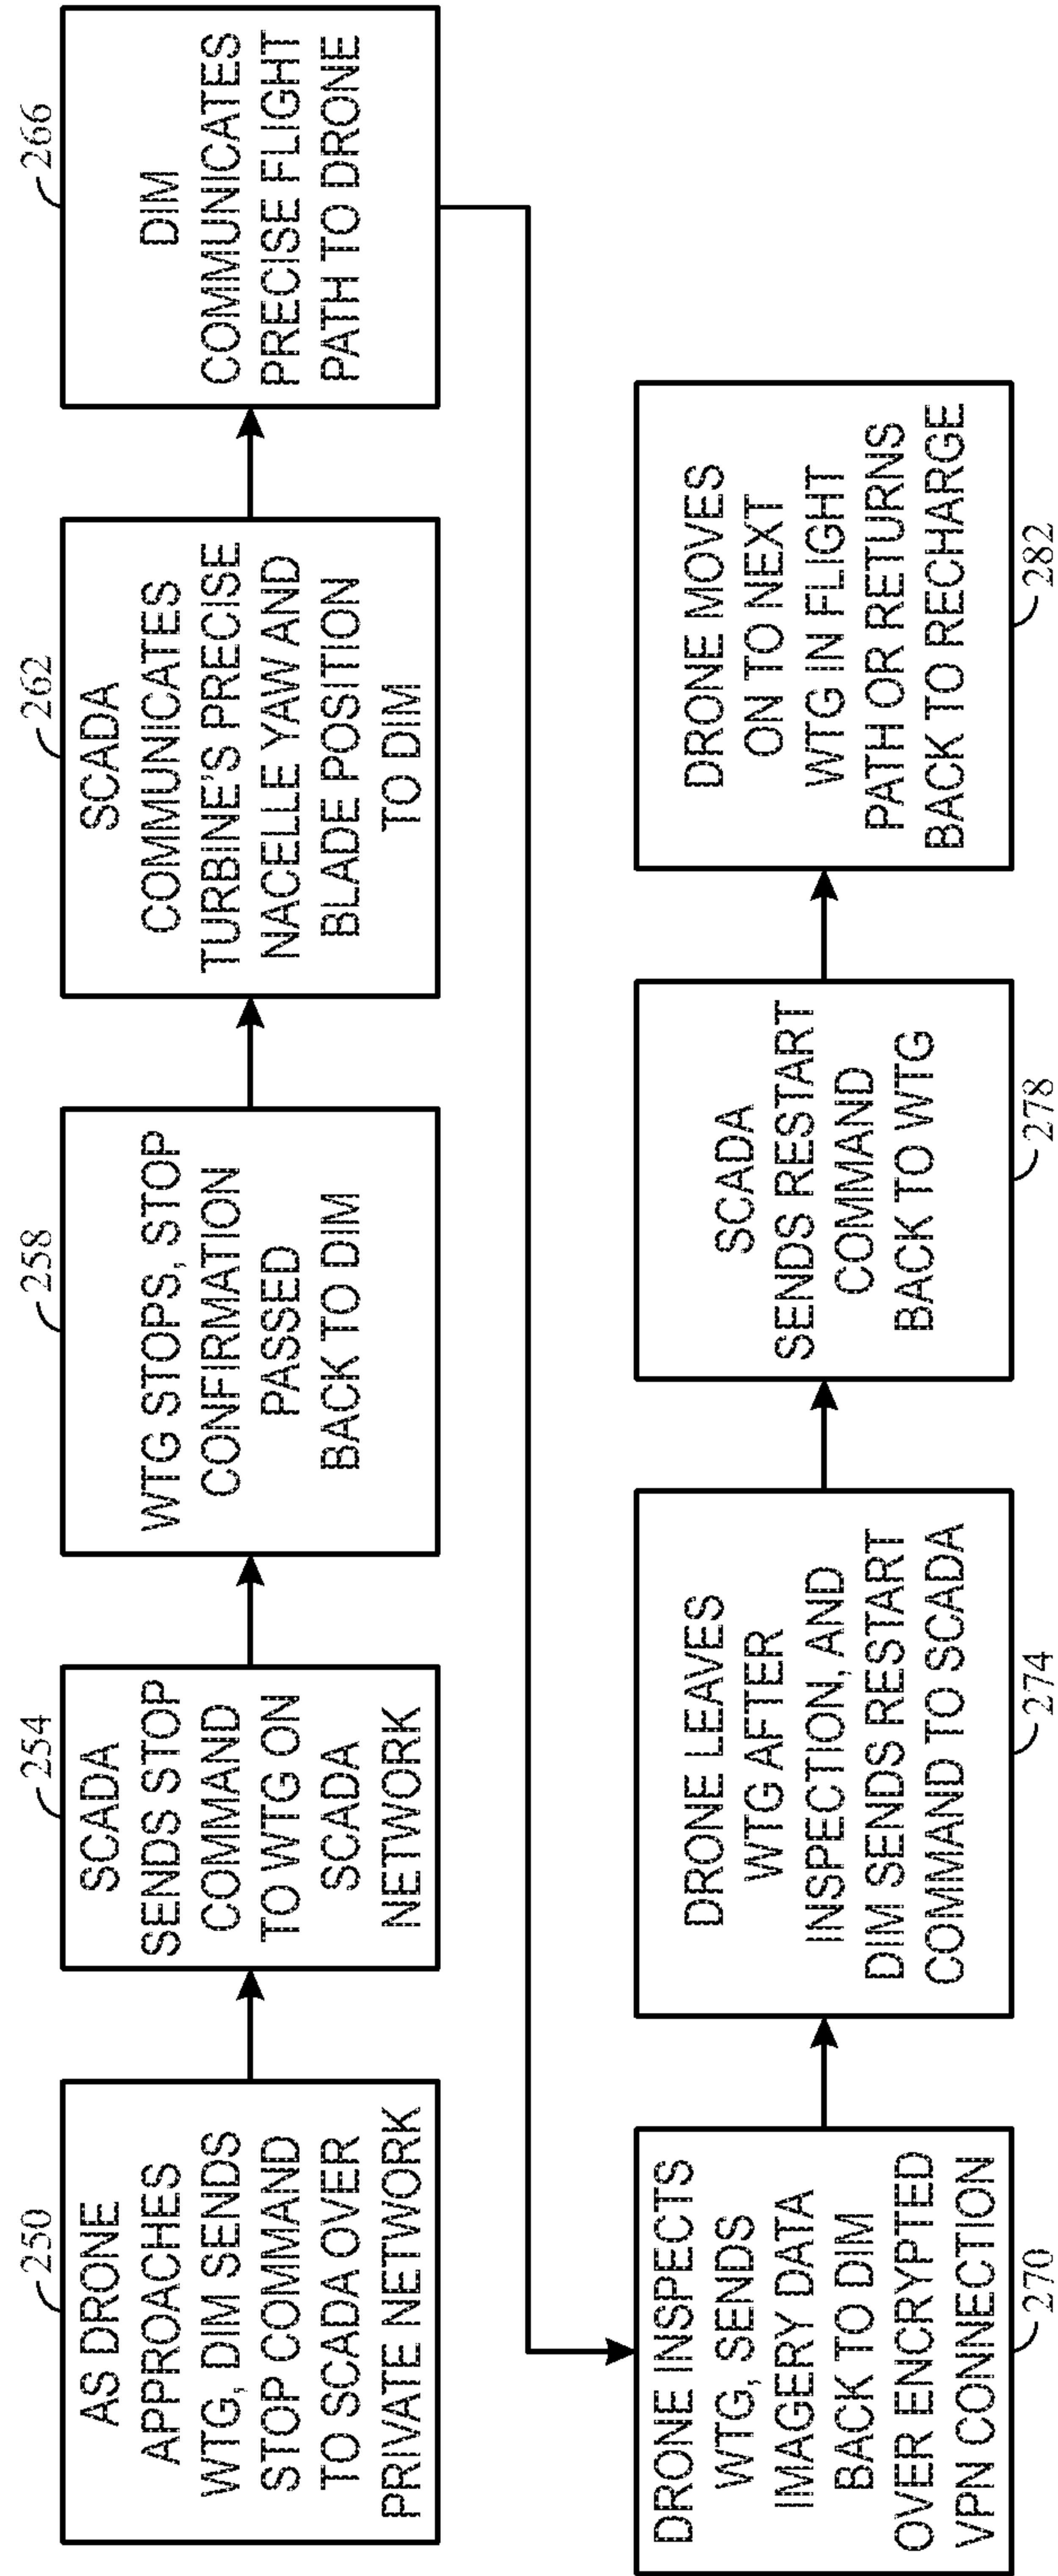 250
AS DRONE
APPROACHES
WTG, DIM SENDS
STOP COMMAND
TO SCADA OVER
PRIVATE NETWORK
254
SCADA
SENDS STOP
COMMAND
TO WTG ON
SCADA
NETWORK
258
WTG STOPS, STOP
CONFIRMATION
PASSED
BACK TO DIM
262
SCADA
COMMUNICATES
TURBINE'S PRECISE
NACELLE YAW AND
BLADE POSITION
TO DIM
266
DIM
COMMUNICATES
PRECISE FLIGHT
PATH TO DRONE
DRONE INSPECTS
WTG, SENDS
IMAGERY DATA
BACK TO DIM
OVER ENCRYPTED
VPN CONNECTION
270
DRONE LEAVES
WTG AFTER
INSPECTION, AND
DIM SENDS RESTART
COMMAND TO SCADA
274
SCADA
SENDS RESTART
COMMAND
BACK TO WTG
278
DRONE MOVES
ON TO NEXT
WTG IN FLIGHT
PATH OR RETURNS
BACK TO RECHARGE
282